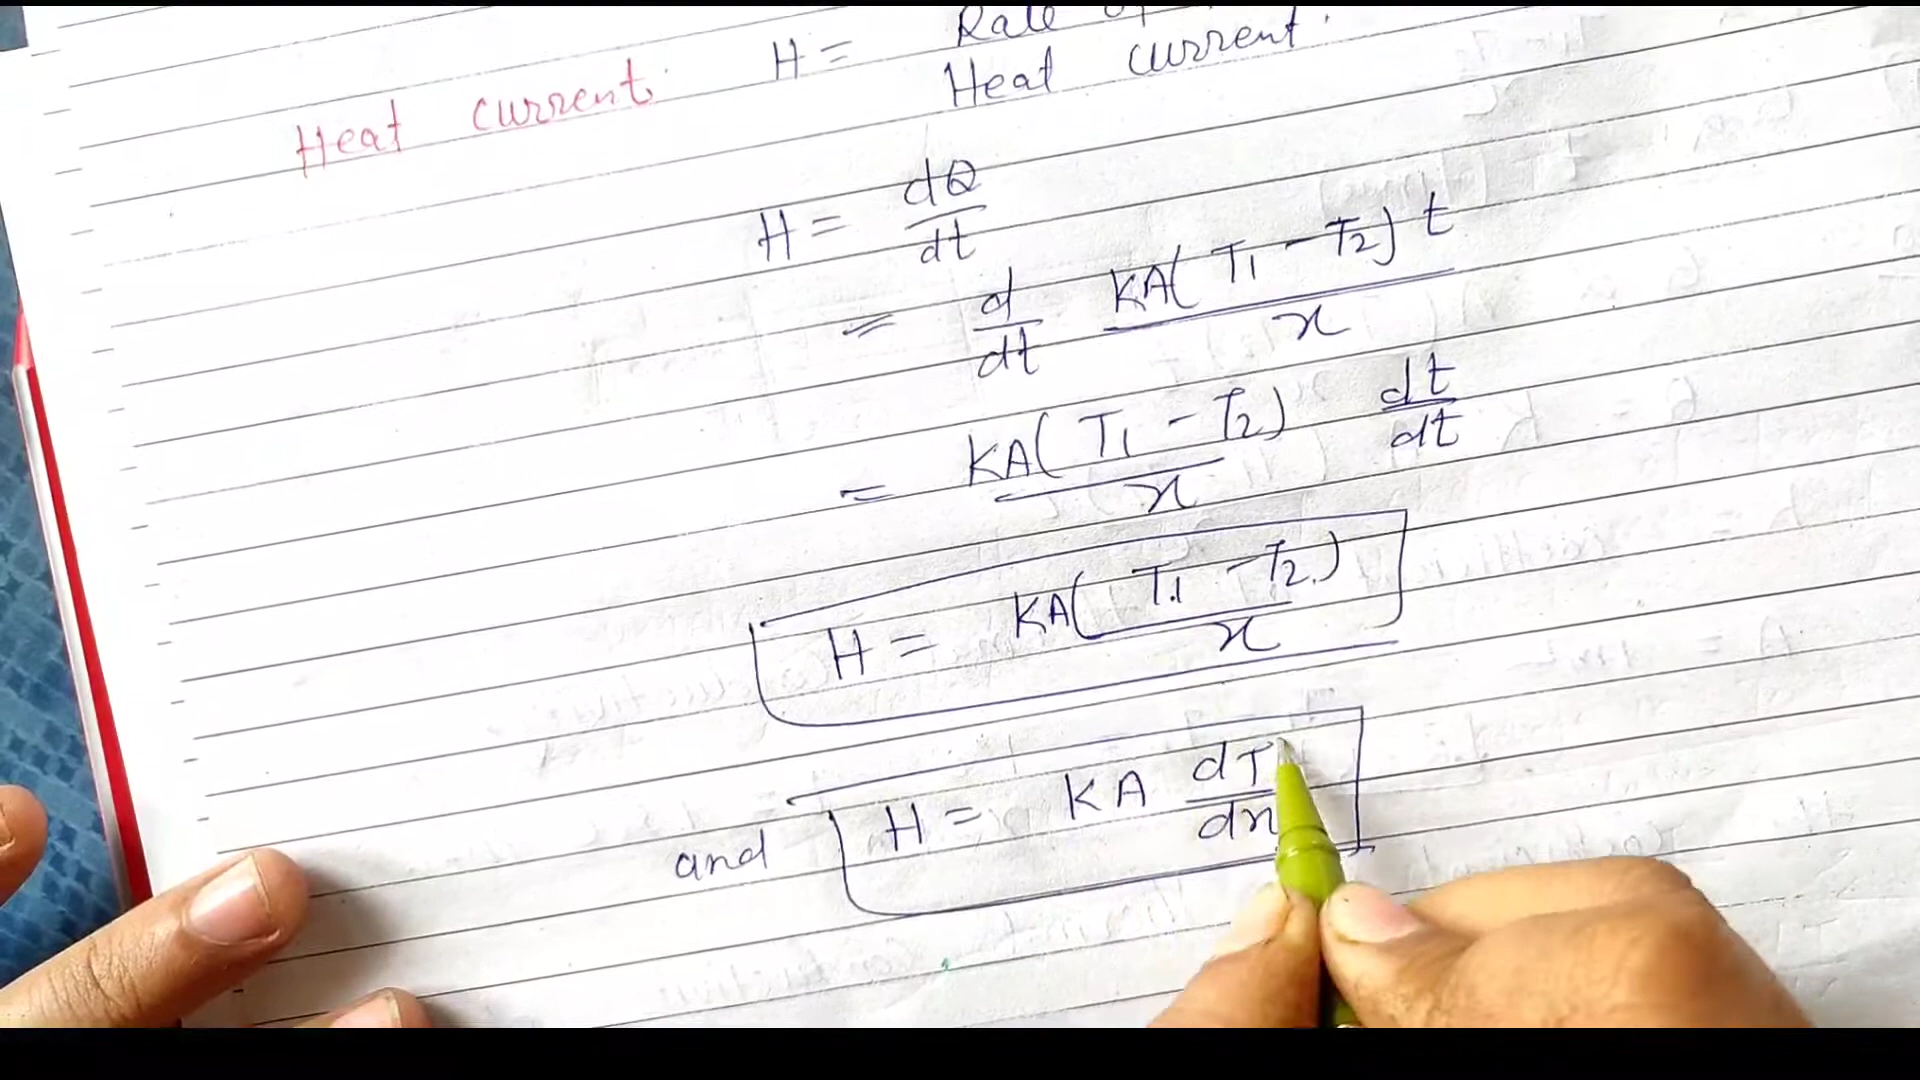 Rate of
Heat current. H = Heat current.
H = dQ/dt
= d/dt KA(T1 - T2) t / x
= KA(T1 - T2) / x dt/dt
H = KA(T1 - T2) / x
and H = KA dT/dx